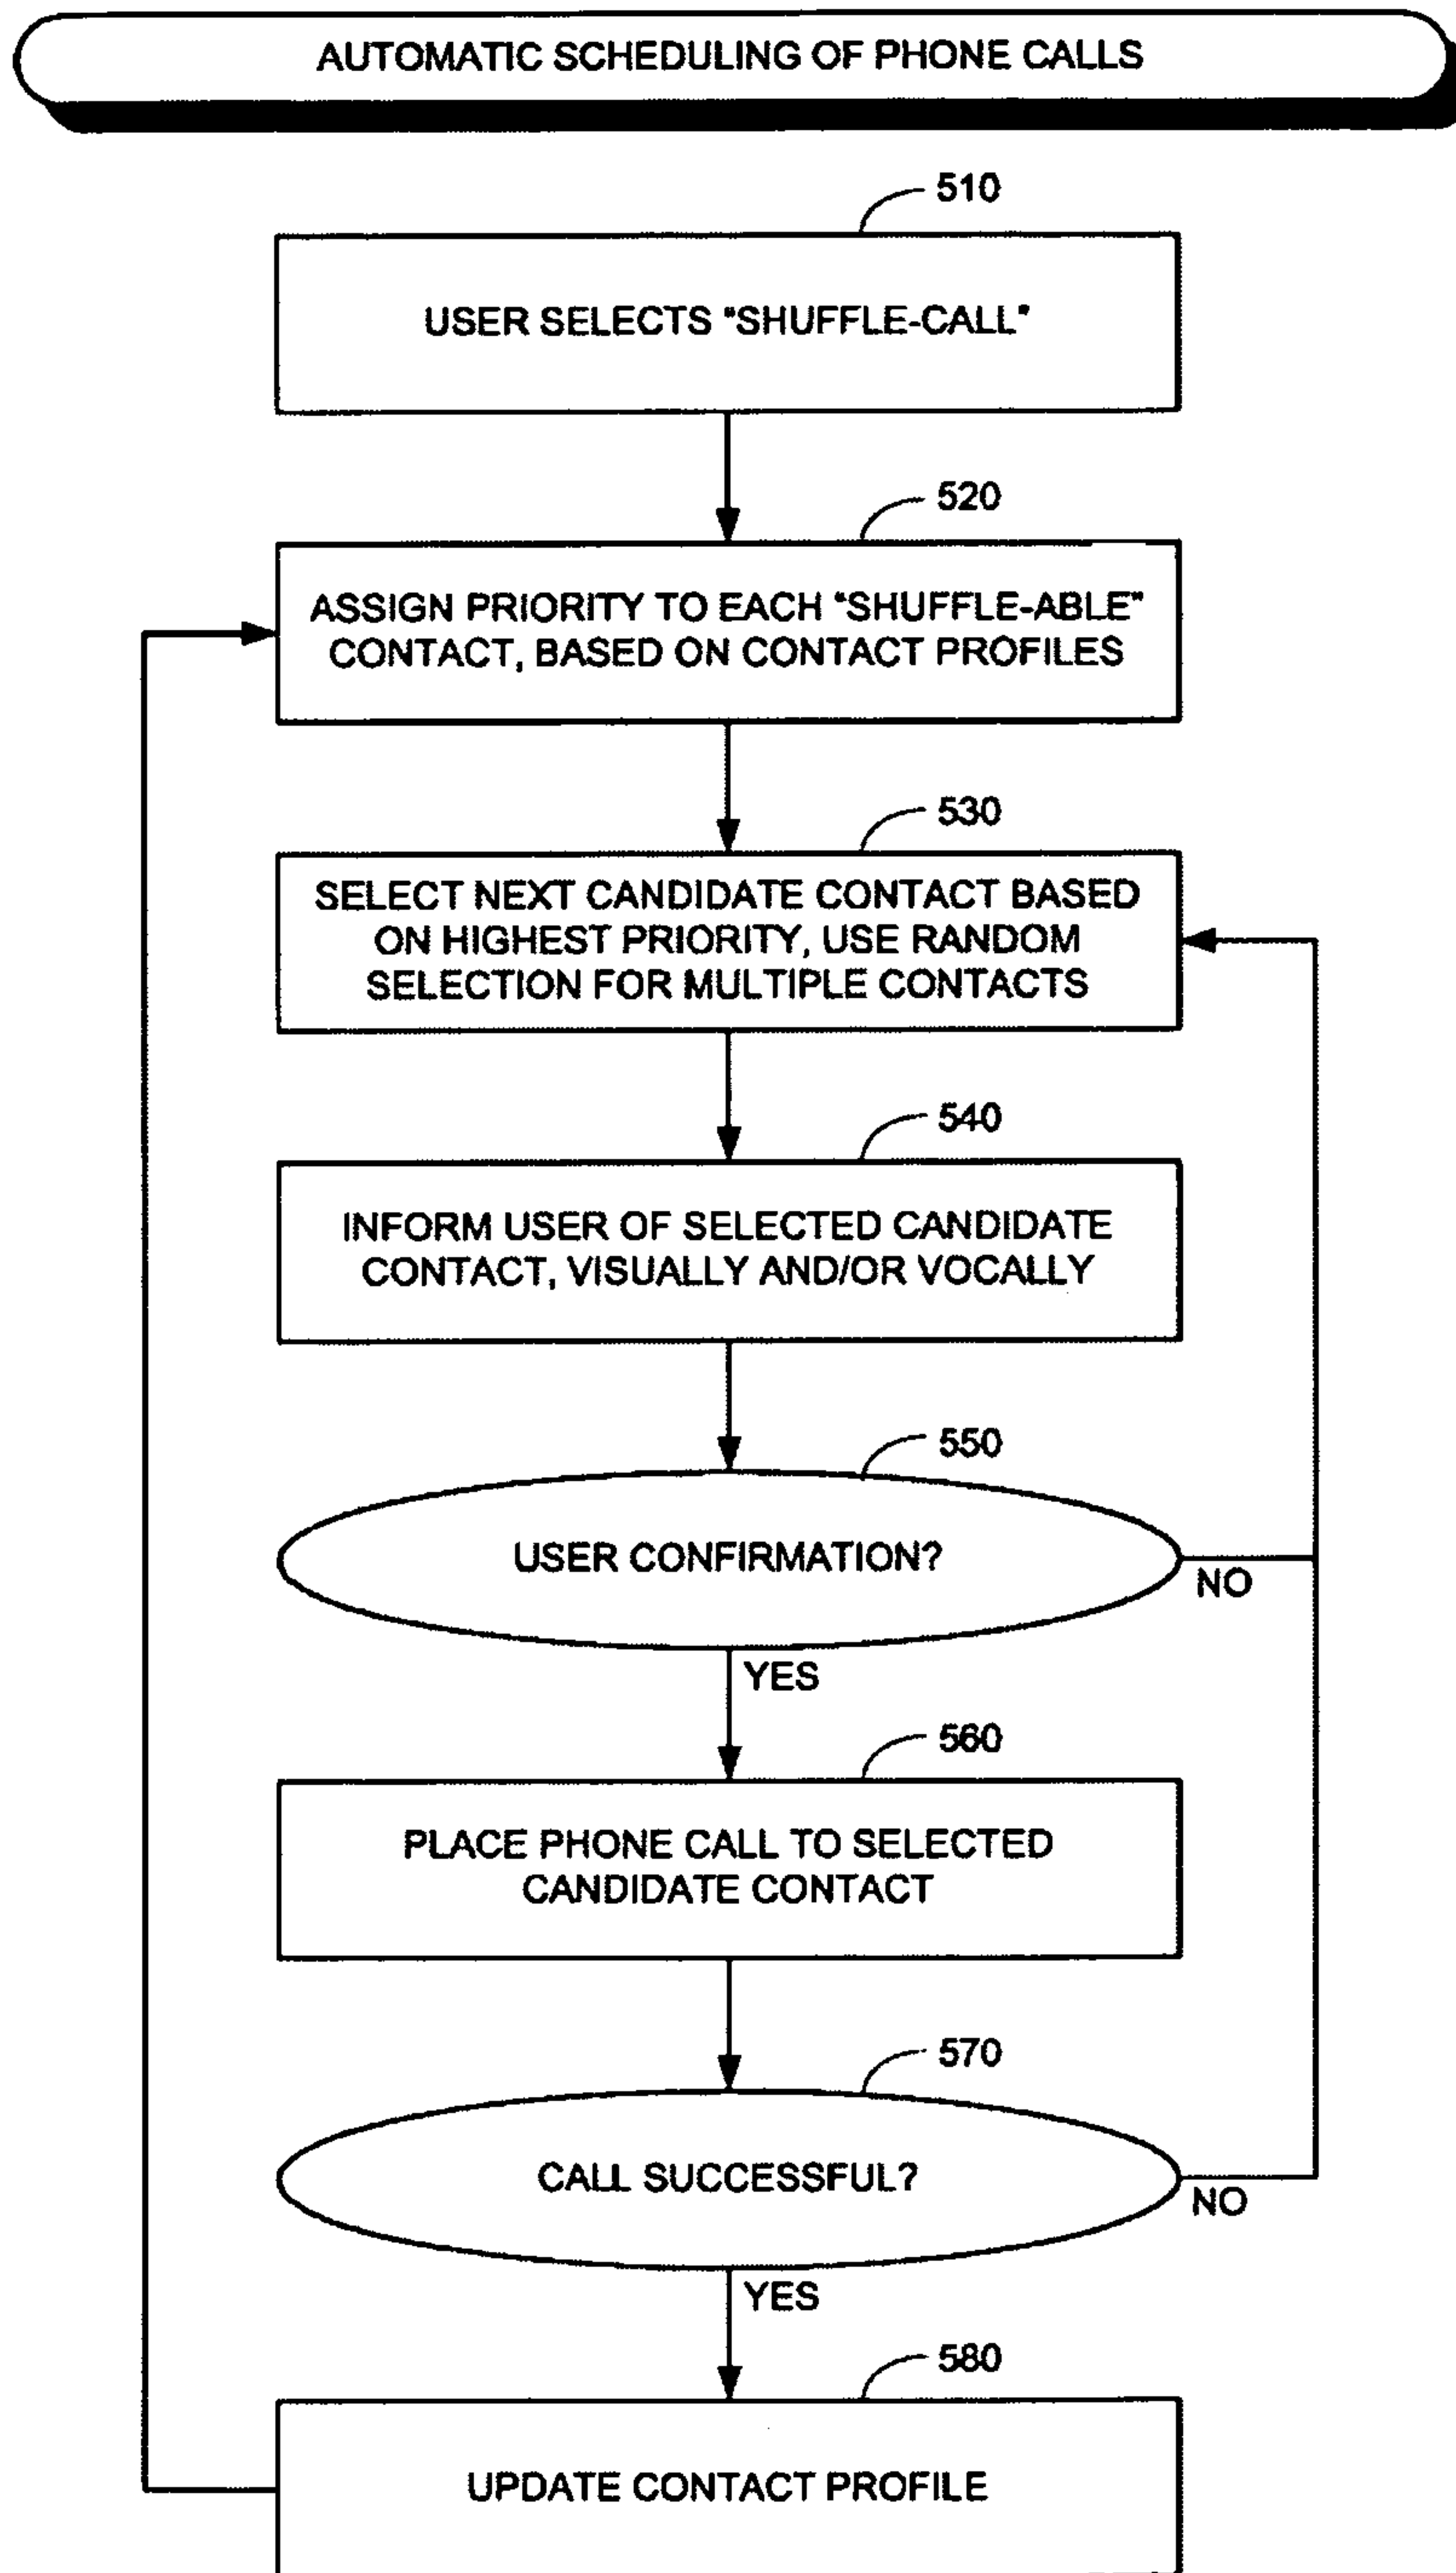 AUTOMATIC SCHEDULING OF PHONE CALLS
510
USER SELECTS "SHUFFLE-CALL"
520
ASSIGN PRIORITY TO EACH "SHUFFLE-ABLE"
CONTACT, BASED ON CONTACT PROFILES
530
SELECT NEXT CANDIDATE CONTACT BASED
ON HIGHEST PRIORITY, USE RANDOM
SELECTION FOR MULTIPLE CONTACTS
540
INFORM USER OF SELECTED CANDIDATE
CONTACT, VISUALLY AND/OR VOCALLY
550
USER CONFIRMATION?
NO
YES
560
PLACE PHONE CALL TO SELECTED
CANDIDATE CONTACT
570
CALL SUCCESSFUL?
NO
YES
580
UPDATE CONTACT PROFILE